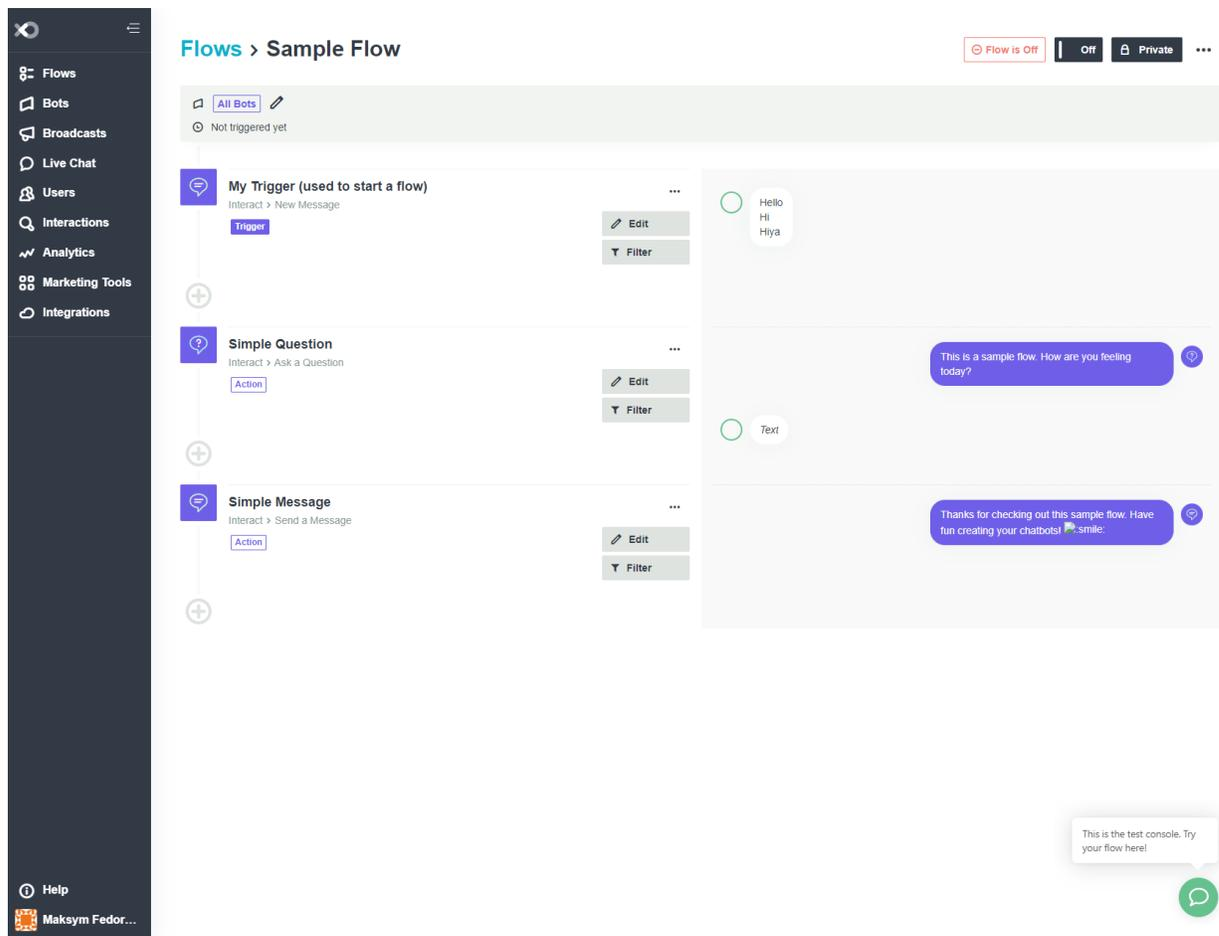 Flows > Sample Flow
Flow is Off
Off
Private
Flows
Bots
Broadcasts
Live Chat
Users
Interactions
Analytics
Marketing Tools
Integrations
All Bots
Not triggered yet
My Trigger (used to start a flow)
Interact > New Message
Trigger
Edit
Filter
Hello
Hi
Hiya
Simple Question
Interact > Ask a Question
Action
Edit
Filter
This is a sample flow. How are you feeling
today?
Text
Simple Message
Interact > Send a Message
Action
Edit
Filter
Thanks for checking out this sample flow. Have
fun creating your chatbots! :smile:
This is the test console. Try
your flow here!
Help
Maksym Fedor...